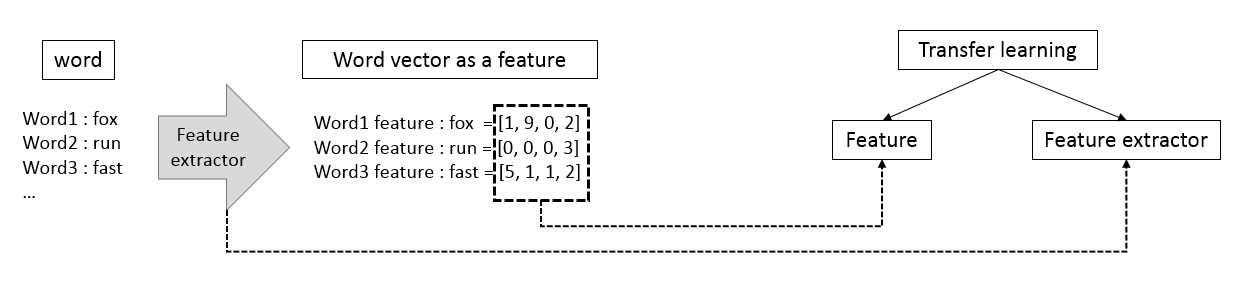 word
Word1 : fox
Word2 : run
Word3 : fast
...
Feature
extractor
Word vector as a feature
Word1 feature : fox = [1, 9, 0, 2]
Word2 feature : run = [0, 0, 0, 3]
Word3 feature : fast = [5, 1, 1, 2]
Transfer learning
Feature
Feature extractor